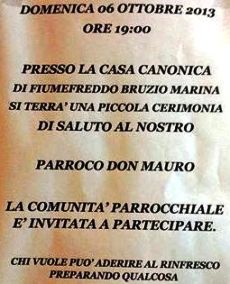 DOMENICA 06 OTTOBRE 2013
ORE 19:00
PRESSO LA CASA CANONICA
DI FIUMEFREDDO BRUZIO MARINA
SI TERRA' UNA PICCOLA CERIMONIA
DI SALUTO AL NOSTRO
PARROCO DON MAURO
LA COMUNITA' PARROCCHIALE
E' INVITATA A PARTECIPARE.
CHI VUOLE PUO' ADERIRE AL RINFRESCO
PREPARANDO QUALCOSA